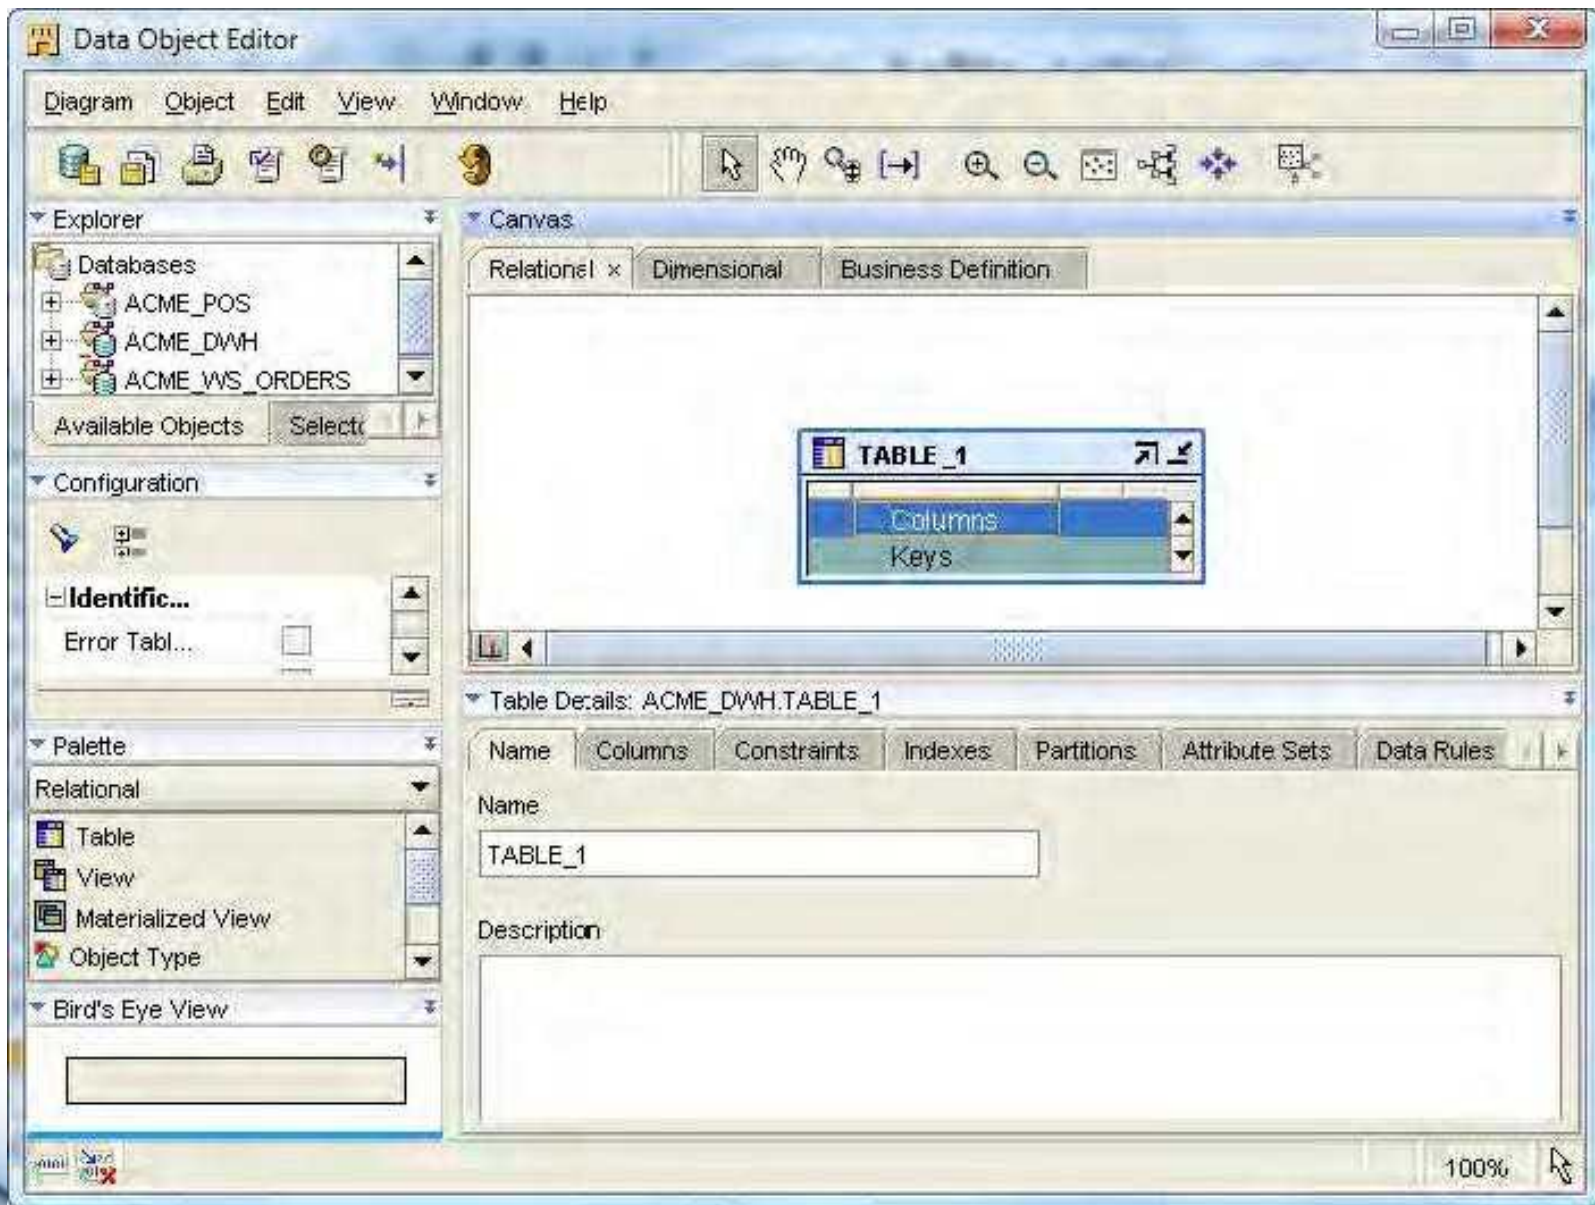 Data Object Editor
Diagram Object Edit View Window Help
Explorer
Databases
ACME_POS
ACME_DWH
ACME_WS_ORDERS
Available Objects Selecto
Configuration
Identific...
Error Tabl...
Palette
Relational
Table
View
Materialized View
Object Type
Bird's Eye View
Canvas
Relational × Dimensional Business Definition
TABLE_1
Columns
Keys
Table Details: ACME_DWH.TABLE_1
Name Columns Constraints Indexes Partitions Attribute Sets Data Rules
Name
TABLE_1
Description
100%